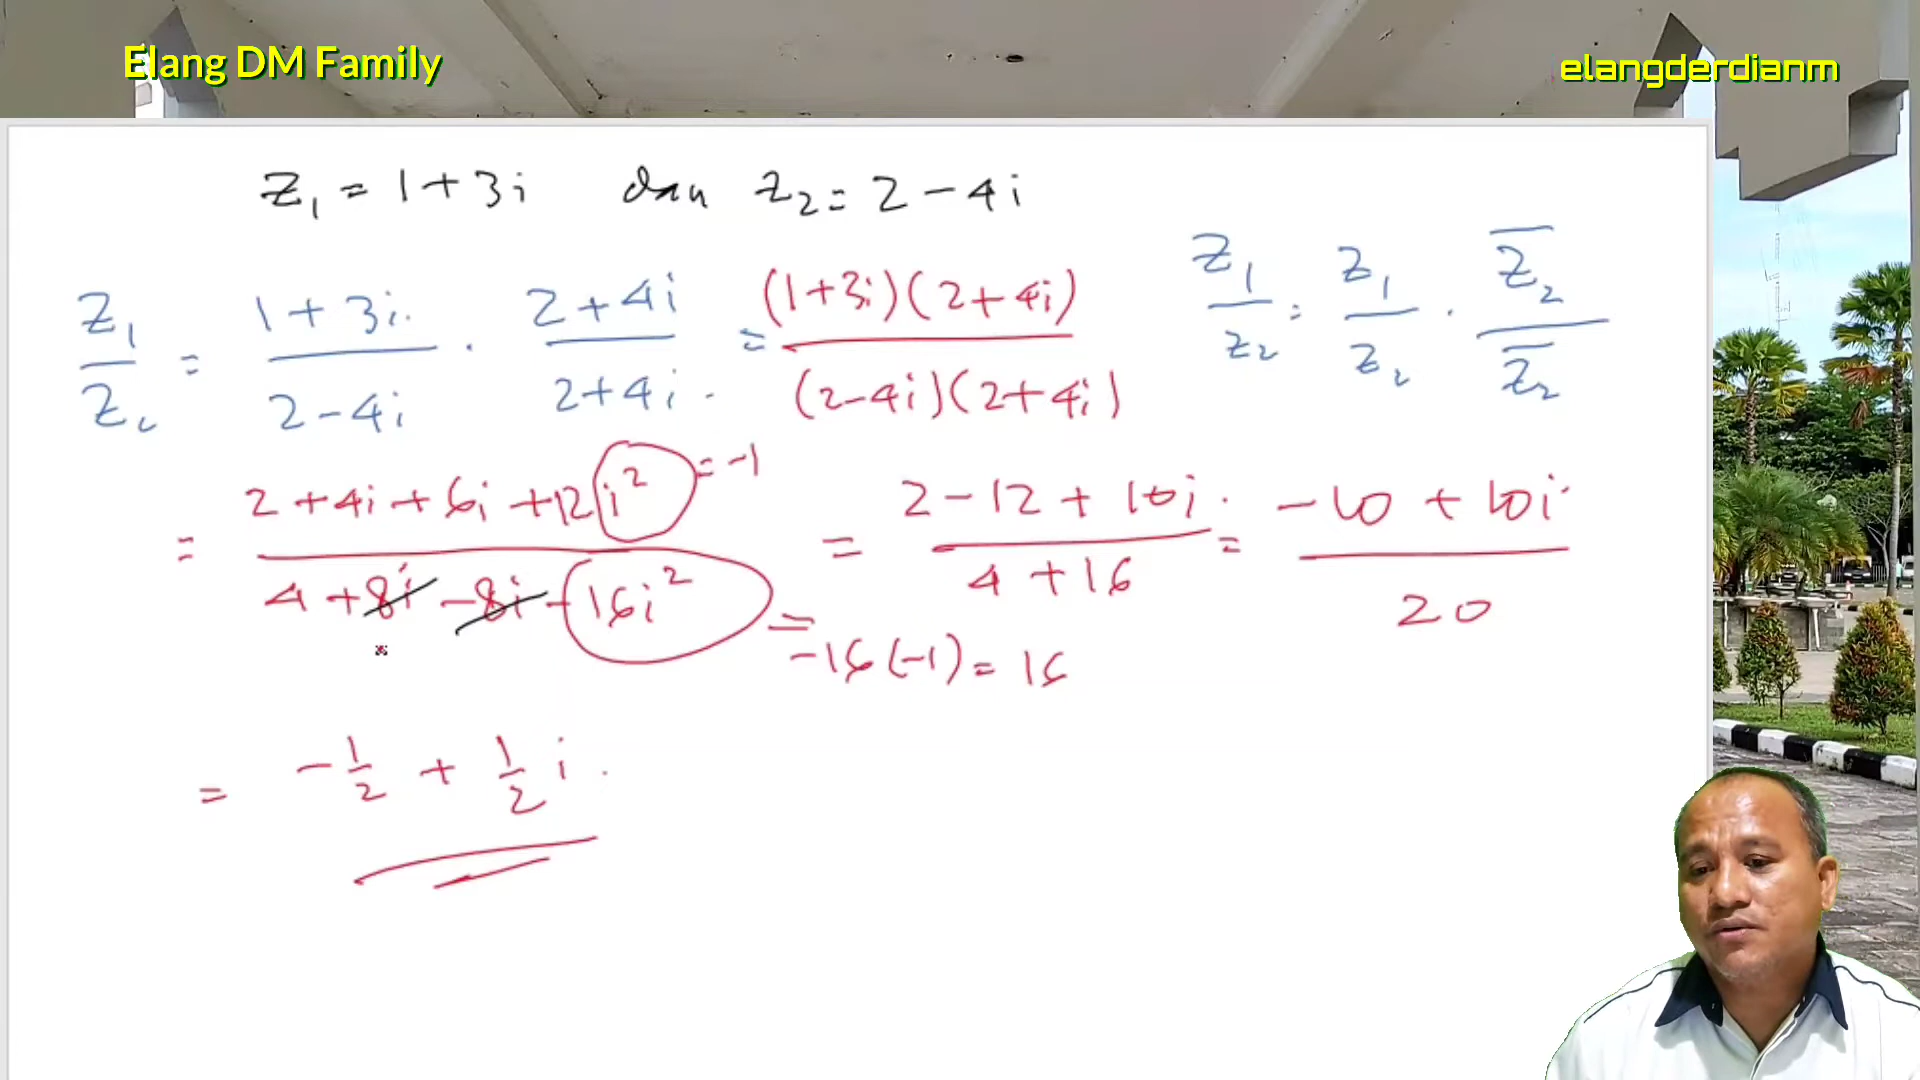 Elang DM Family
elangderdianm
Z₁ = 1 + 3i dan Z₂ = 2 - 4i
Z₁/Z₂ = (1 + 3i)/(2 - 4i) · (2 + 4i)/(2 + 4i) = (1+3i)(2+4i)/(2-4i)(2+4i)
Z₁/Z₂ = Z₁/Z₂ · Z̅₂/Z̅₂
= (2 + 4i + 6i + 12i²)/(4 + 8i - 8i - 16i²) = (2 - 12 + 10i)/(4 + 16) = (-10 + 10i)/20
= -1
= -16(-1) = 16
= -1/2 + 1/2 i